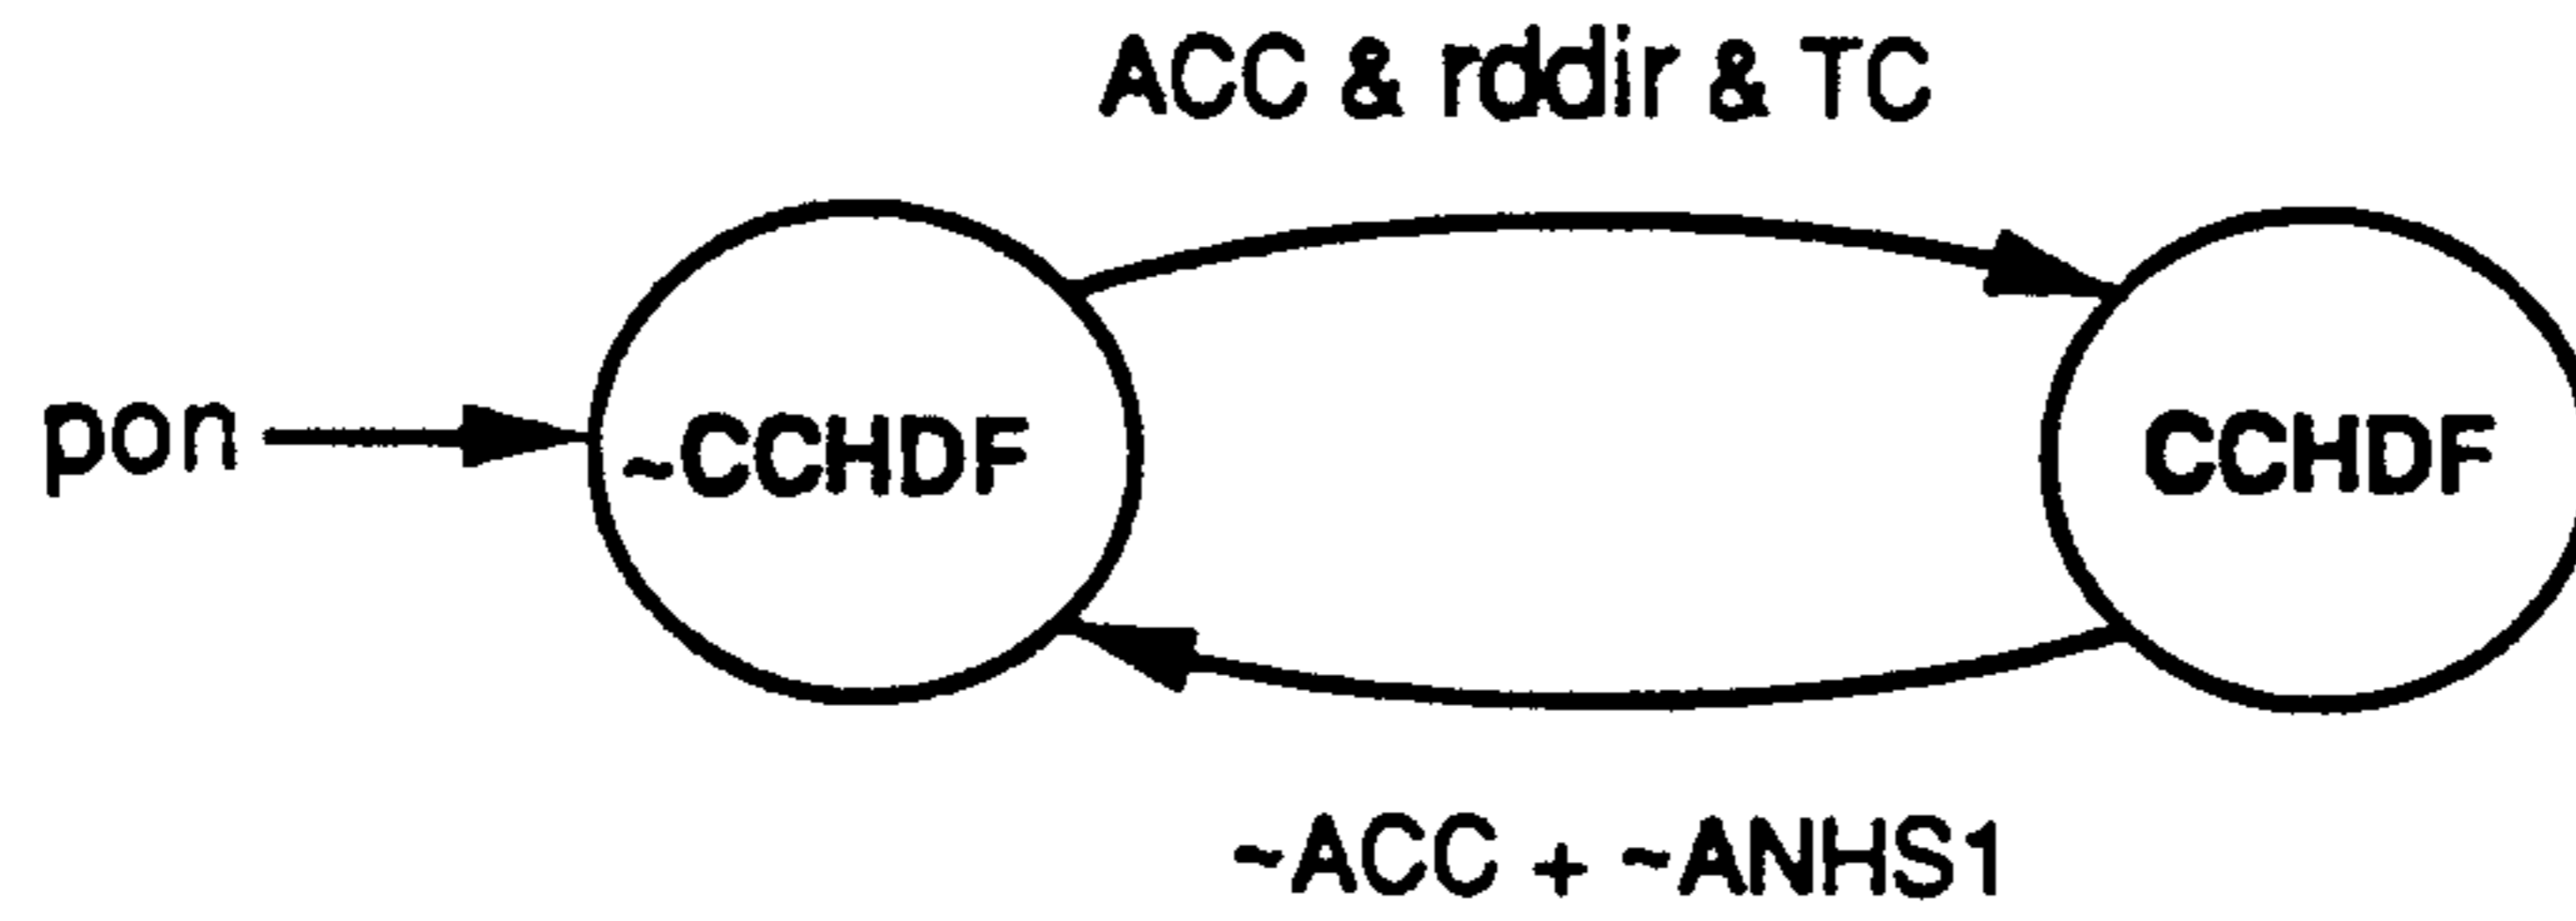 ACC & rddir & TC
pon
~CCHDF
CCHDF
~ACC + ~ANHS1